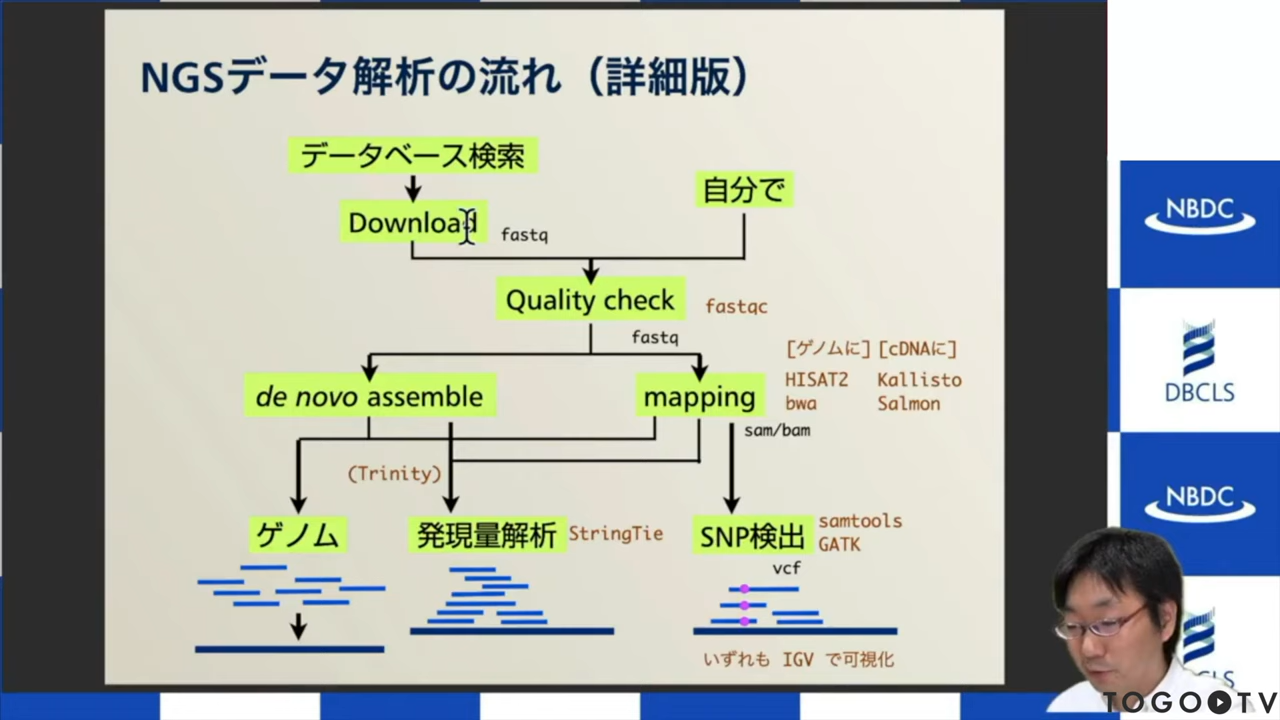 NGSデータ解析の流れ（詳細版）
データベース検索
自分で
Download
fastq
Quality check
fastqc
fastq
[ゲノムに] [cDNAに]
HISAT2 Kallisto
bwa Salmon
de novo assemble
mapping
sam/bam
(Trinity)
ゲノム
発現量解析
StringTie
SNP検出
samtools
GATK
vcf
いずれも IGV で可視化
NBDC
DBCLS
NBDC
CLS
TOGOTV